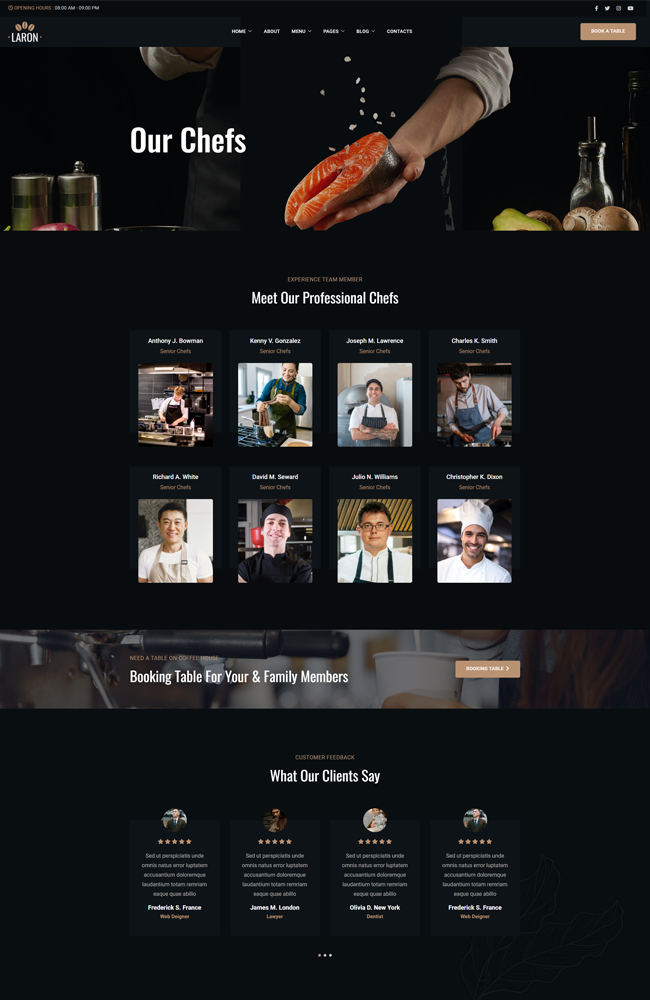 OPENING HOURS : 08:00 AM - 09:00 PM
LARON
HOME
ABOUT
MENU
PAGES
BLOG
CONTACTS
BOOK A TABLE
Our Chefs
EXPERIENCE TEAM MEMBER
Meet Our Professional Chefs
Anthony J. Bowman
Senior Chefs
Kenny V. Gonzalez
Senior Chefs
Joseph M. Lawrence
Senior Chefs
Charles K. Smith
Senior Chefs
Richard A. White
Senior Chefs
David M. Seward
Senior Chefs
Julio N. Williams
Senior Chefs
Christopher K. Dixon
Senior Chefs
NEED A TABLE ON COFFEE HOUSE
Booking Table For Your & Family Members
BOOKING TABLE
CUSTOMER FEEDBACK
What Our Clients Say
Sed ut perspiciatis unde
omnis natus error luptatem
accusantium doloremque
laudantium totam remriam
eaque quae abillo
Frederick S. France
Web Deigner
Sed ut perspiciatis unde
omnis natus error luptatem
accusantium doloremque
laudantium totam remriam
eaque quae abillo
James M. London
Lawyer
Sed ut perspiciatis unde
omnis natus error luptatem
accusantium doloremque
laudantium totam remriam
eaque quae abillo
Olivia D. New York
Dentist
Sed ut perspiciatis unde
omnis natus error luptatem
accusantium doloremque
laudantium totam remriam
eaque quae abillo
Frederick S. France
Web Deigner